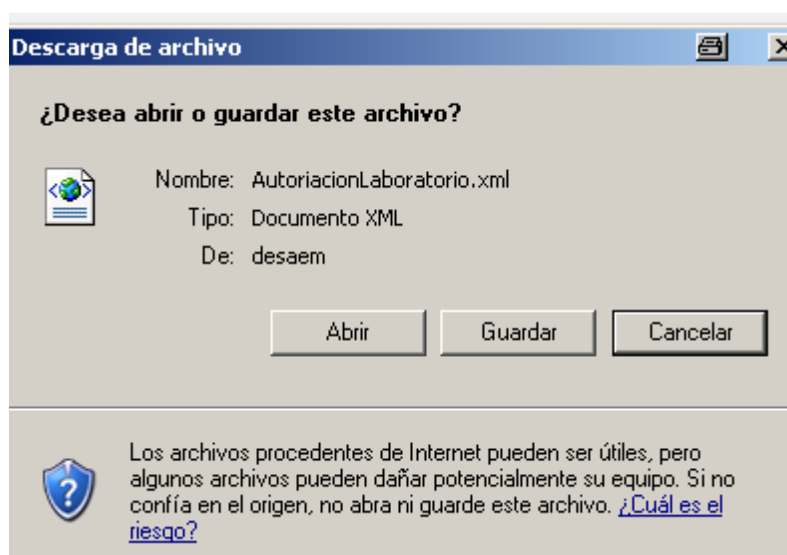 Descarga de archivo
¿Desea abrir o guardar este archivo?
Nombre: AutoriacionLaboratorio.xml
Tipo: Documento XML
De: desaem
Abrir Guardar Cancelar
Los archivos procedentes de Internet pueden ser útiles, pero
algunos archivos pueden dañar potencialmente su equipo. Si no
confía en el origen, no abra ni guarde este archivo. ¿Cuál es el
riesgo?